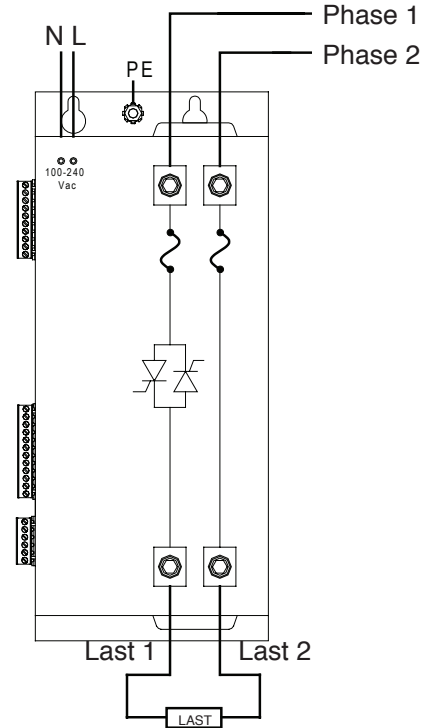 Phase 1
N L
Phase 2
PE
100-240
Vac
Last 1
Last 2
LAST